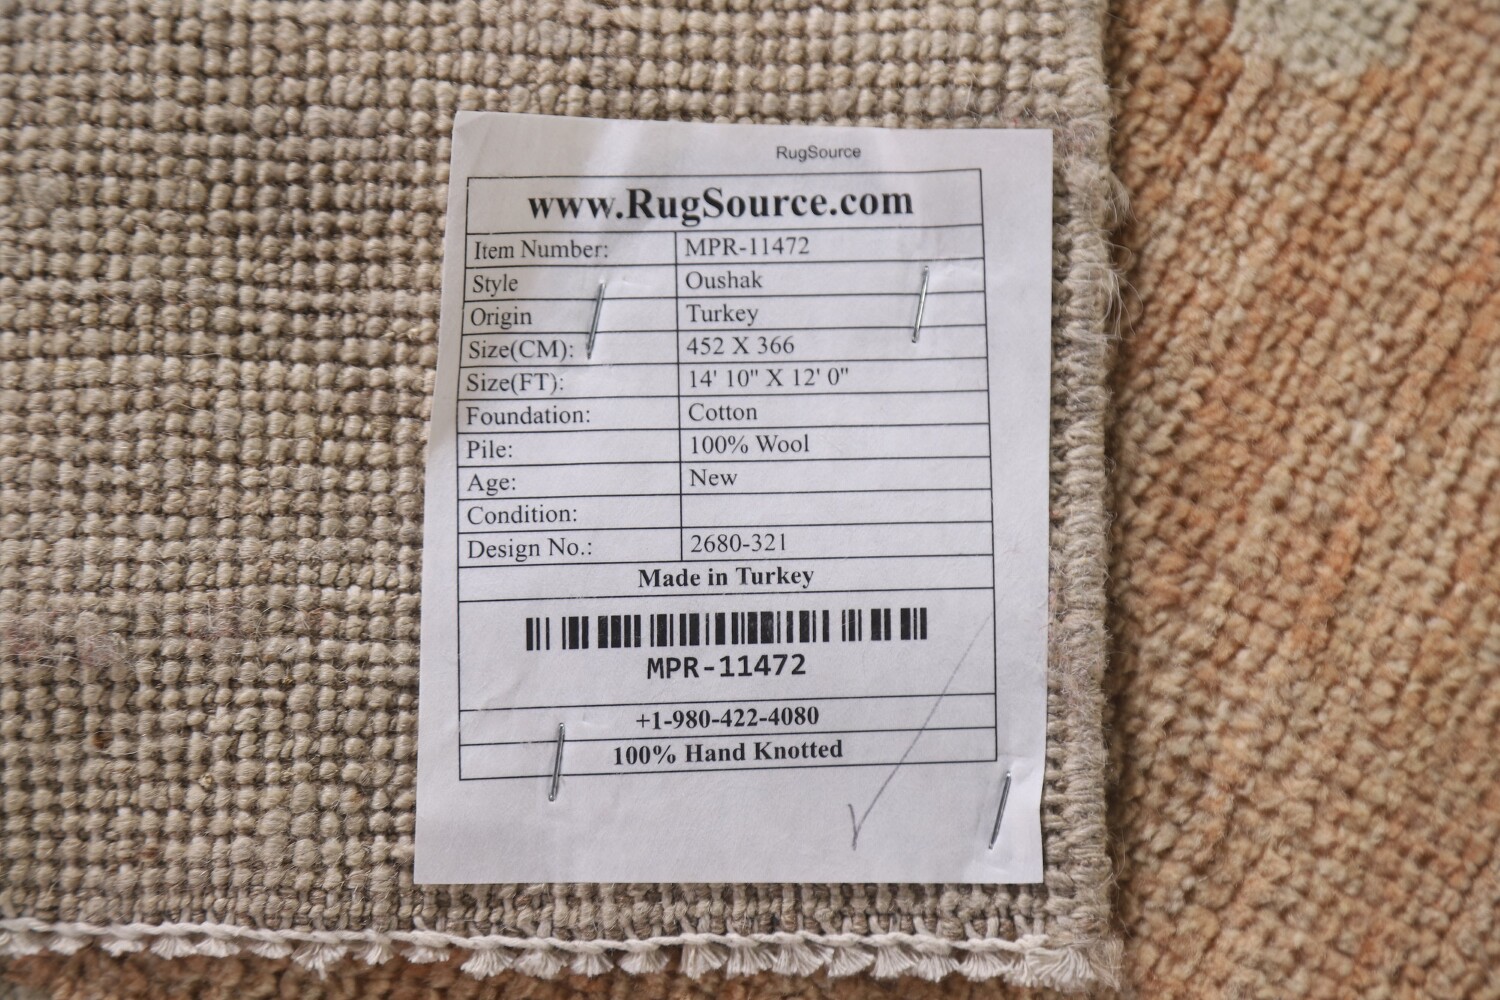 RugSource
www.RugSource.com
Item Number: MPR-11472
Style Oushak
Origin Turkey
Size(CM): 452 X 366
Size(FT): 14' 10" X 12' 0"
Foundation: Cotton
Pile: 100% Wool
Age: New
Condition:
Design No.: 2680-321
Made in Turkey
MPR-11472
+1-980-422-4080
100% Hand Knotted